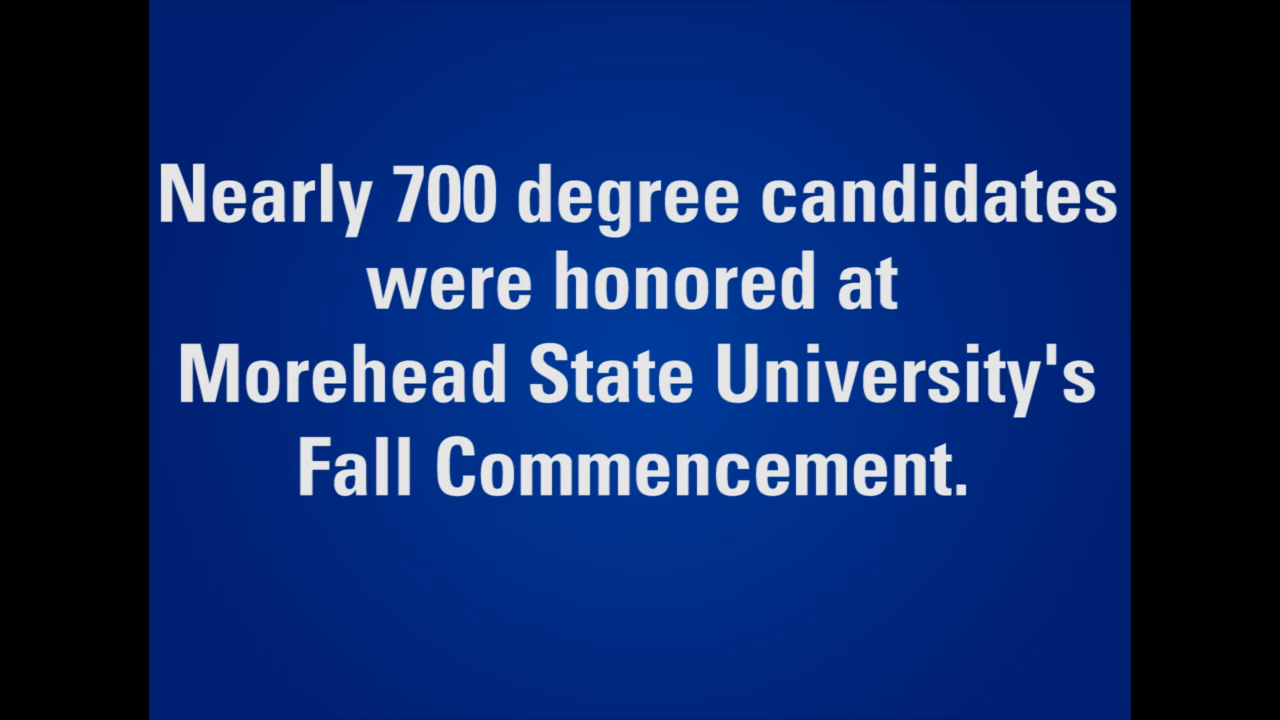 Nearly 700 degree candidates
were honored at
Morehead State University's
Fall Commencement.